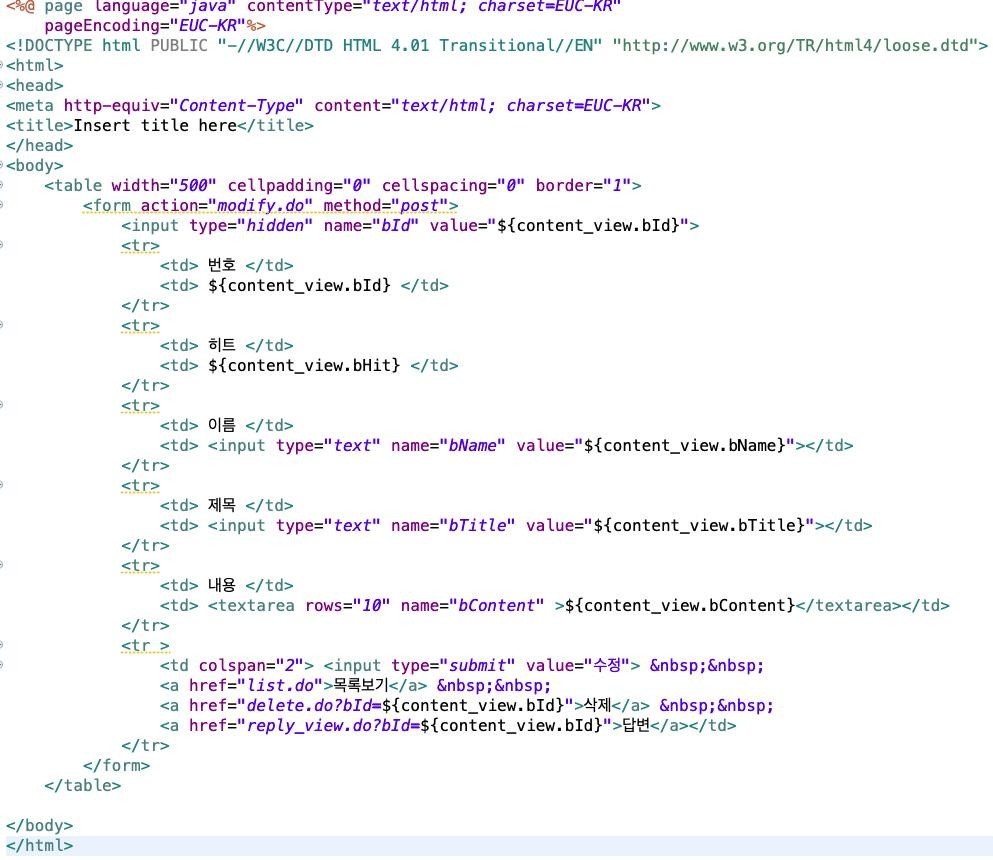 <%@ page language="java" contentType="text/html; charset=EUC-KR"
    pageEncoding="EUC-KR"%>
<!DOCTYPE html PUBLIC "-//W3C//DTD HTML 4.01 Transitional//EN" "http://www.w3.org/TR/html4/loose.dtd">
<html>
<head>
<meta http-equiv="Content-Type" content="text/html; charset=EUC-KR">
<title>Insert title here</title>
</head>
<body>
    <table width="500" cellpadding="0" cellspacing="0" border="1">
        <form action="modify.do" method="post">
            <input type="hidden" name="bId" value="${content_view.bId}">
            <tr>
                <td> 번호 </td>
                <td> ${content_view.bId} </td>
            </tr>
            <tr>
                <td> 히트 </td>
                <td> ${content_view.bHit} </td>
            </tr>
            <tr>
                <td> 이름 </td>
                <td> <input type="text" name="bName" value="${content_view.bName}"></td>
            </tr>
            <tr>
                <td> 제목 </td>
                <td> <input type="text" name="bTitle" value="${content_view.bTitle}"></td>
            </tr>
            <tr>
                <td> 내용 </td>
                <td> <textarea rows="10" name="bContent" >${content_view.bContent}</textarea></td>
            </tr>
            <tr >
                <td colspan="2"> <input type="submit" value="수정"> &nbsp;&nbsp;
                <a href="list.do">목록보기</a> &nbsp;&nbsp;
                <a href="delete.do?bId=${content_view.bId}">삭제</a> &nbsp;&nbsp;
                <a href="reply_view.do?bId=${content_view.bId}">답변</a></td>
            </tr>
        </form>
    </table>

</body>
</html>